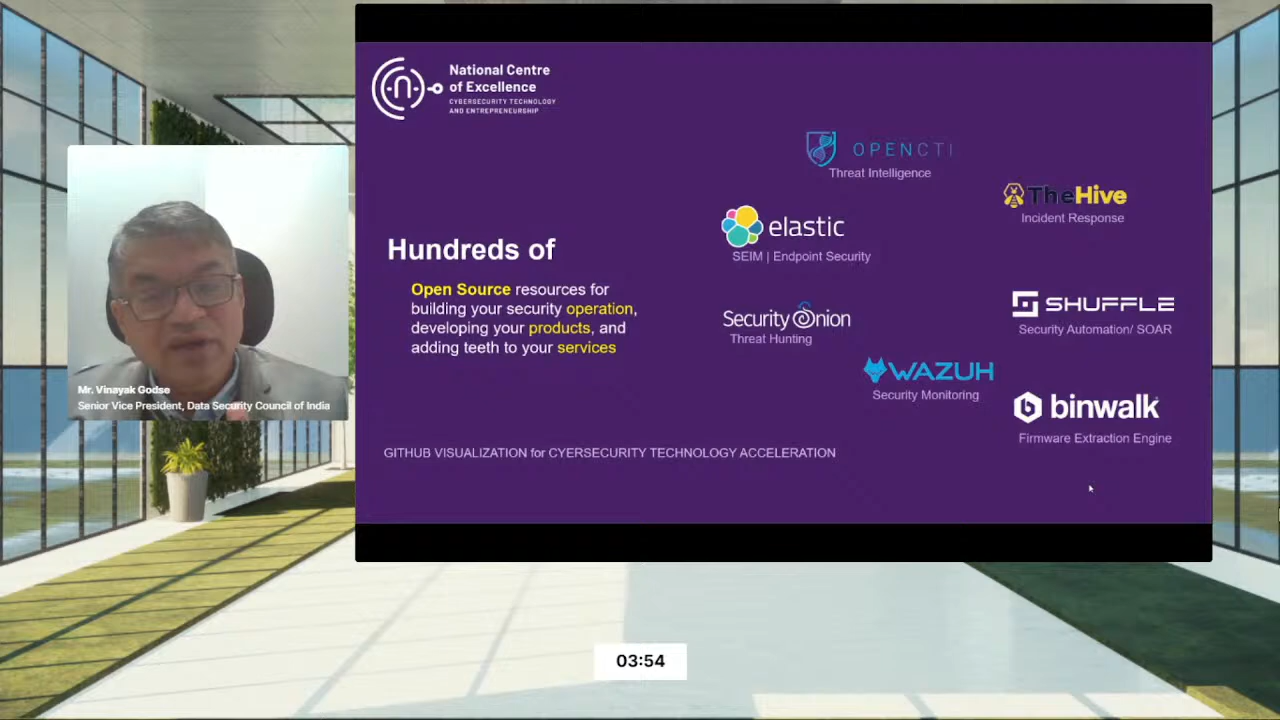 National Centre
of Excellence
CYBERSECURITY TECHNOLOGY
AND ENTREPRENEURSHIP
OPENCTI
Threat Intelligence
TheHive
Incident Response
elastic
SEIM | Endpoint Security
Hundreds of
Open Source resources for
building your security operation,
developing your products, and
adding teeth to your services
SHUFFLE
Security Automation/ SOAR
Security Onion
Threat Hunting
WAZUH
Security Monitoring
binwalk
Firmware Extraction Engine
Mr. Vinayak Godse
Senior Vice President, Data Security Council of India
GITHUB VISUALIZATION for CYERSECURITY TECHNOLOGY ACCELERATION
03:54